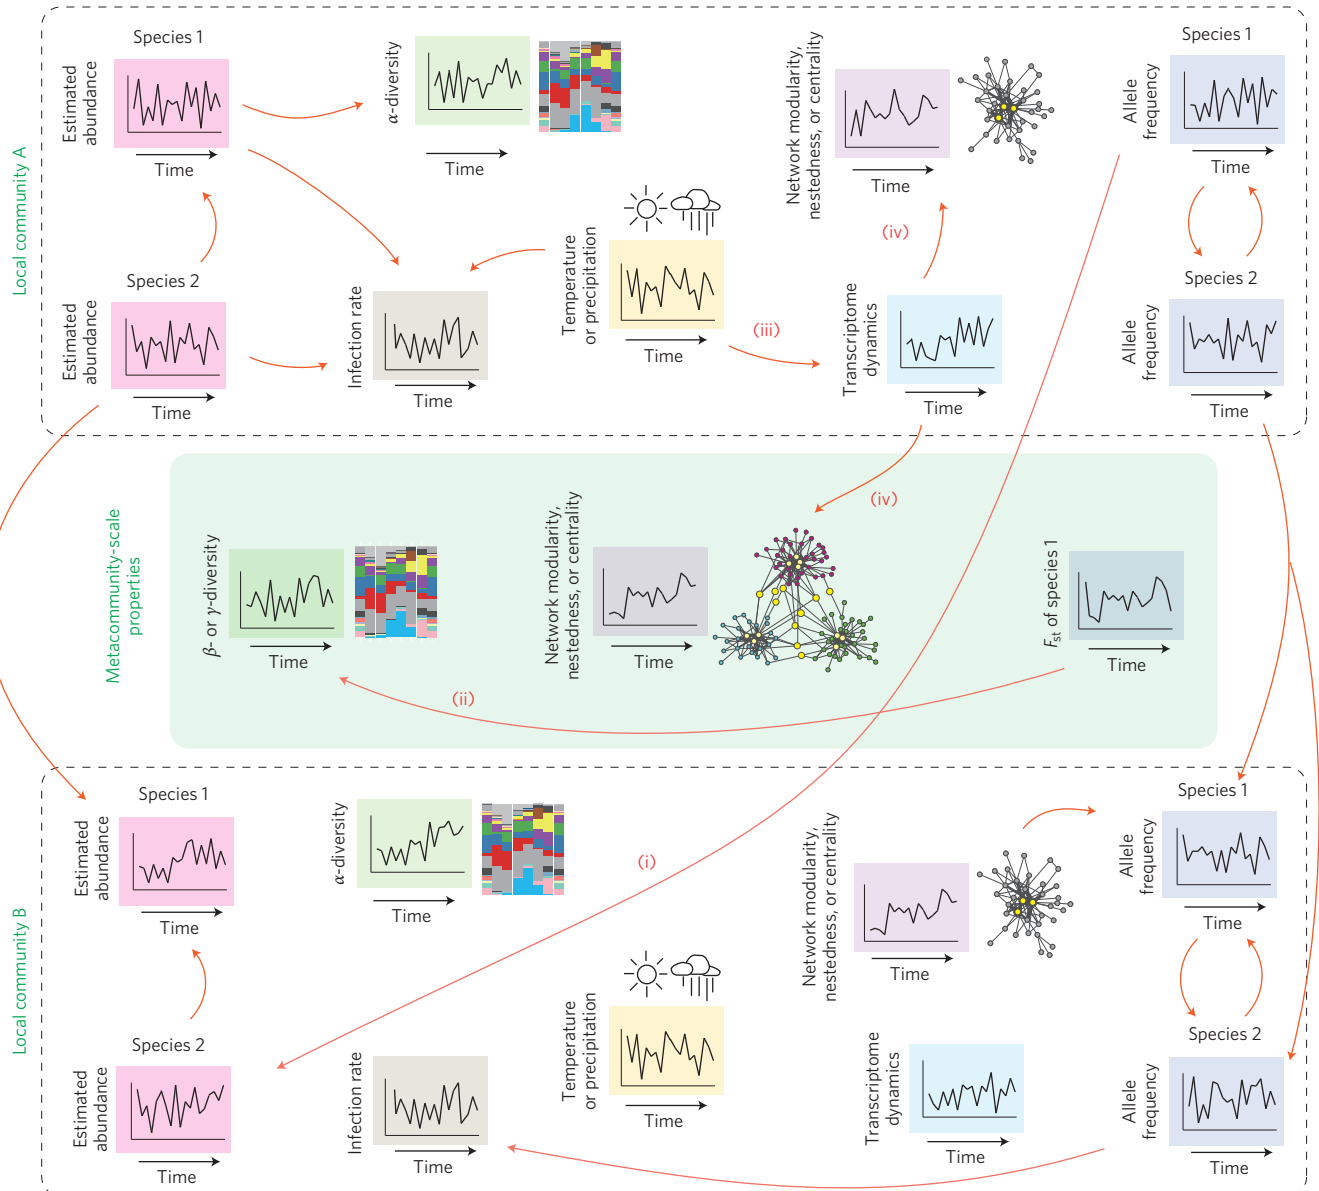 Local community A
Species 1
Estimated
abundance
Time
α-diversity
Time
Network modularity,
nestedness, or centrality
Time
Species 1
Allele
frequency
Time
Species 2
Estimated
abundance
Time
Infection rate
Time
Temperature
or precipitation
Time
(iii)
(iv)
Transcriptome
dynamics
Time
Species 2
Allele
frequency
Time
Metacommunity-scale
properties
β- or γ-diversity
Time
(ii)
Network modularity,
nestedness, or centrality
Time
(iv)
Fst of species 1
Time
Local community B
Species 1
Estimated
abundance
Time
α-diversity
Time
(i)
Network modularity,
nestedness, or centrality
Time
Species 1
Allele
frequency
Time
Species 2
Estimated
abundance
Time
Infection rate
Time
Temperature
or precipitation
Time
Transcriptome
dynamics
Time
Species 2
Allele
frequency
Time